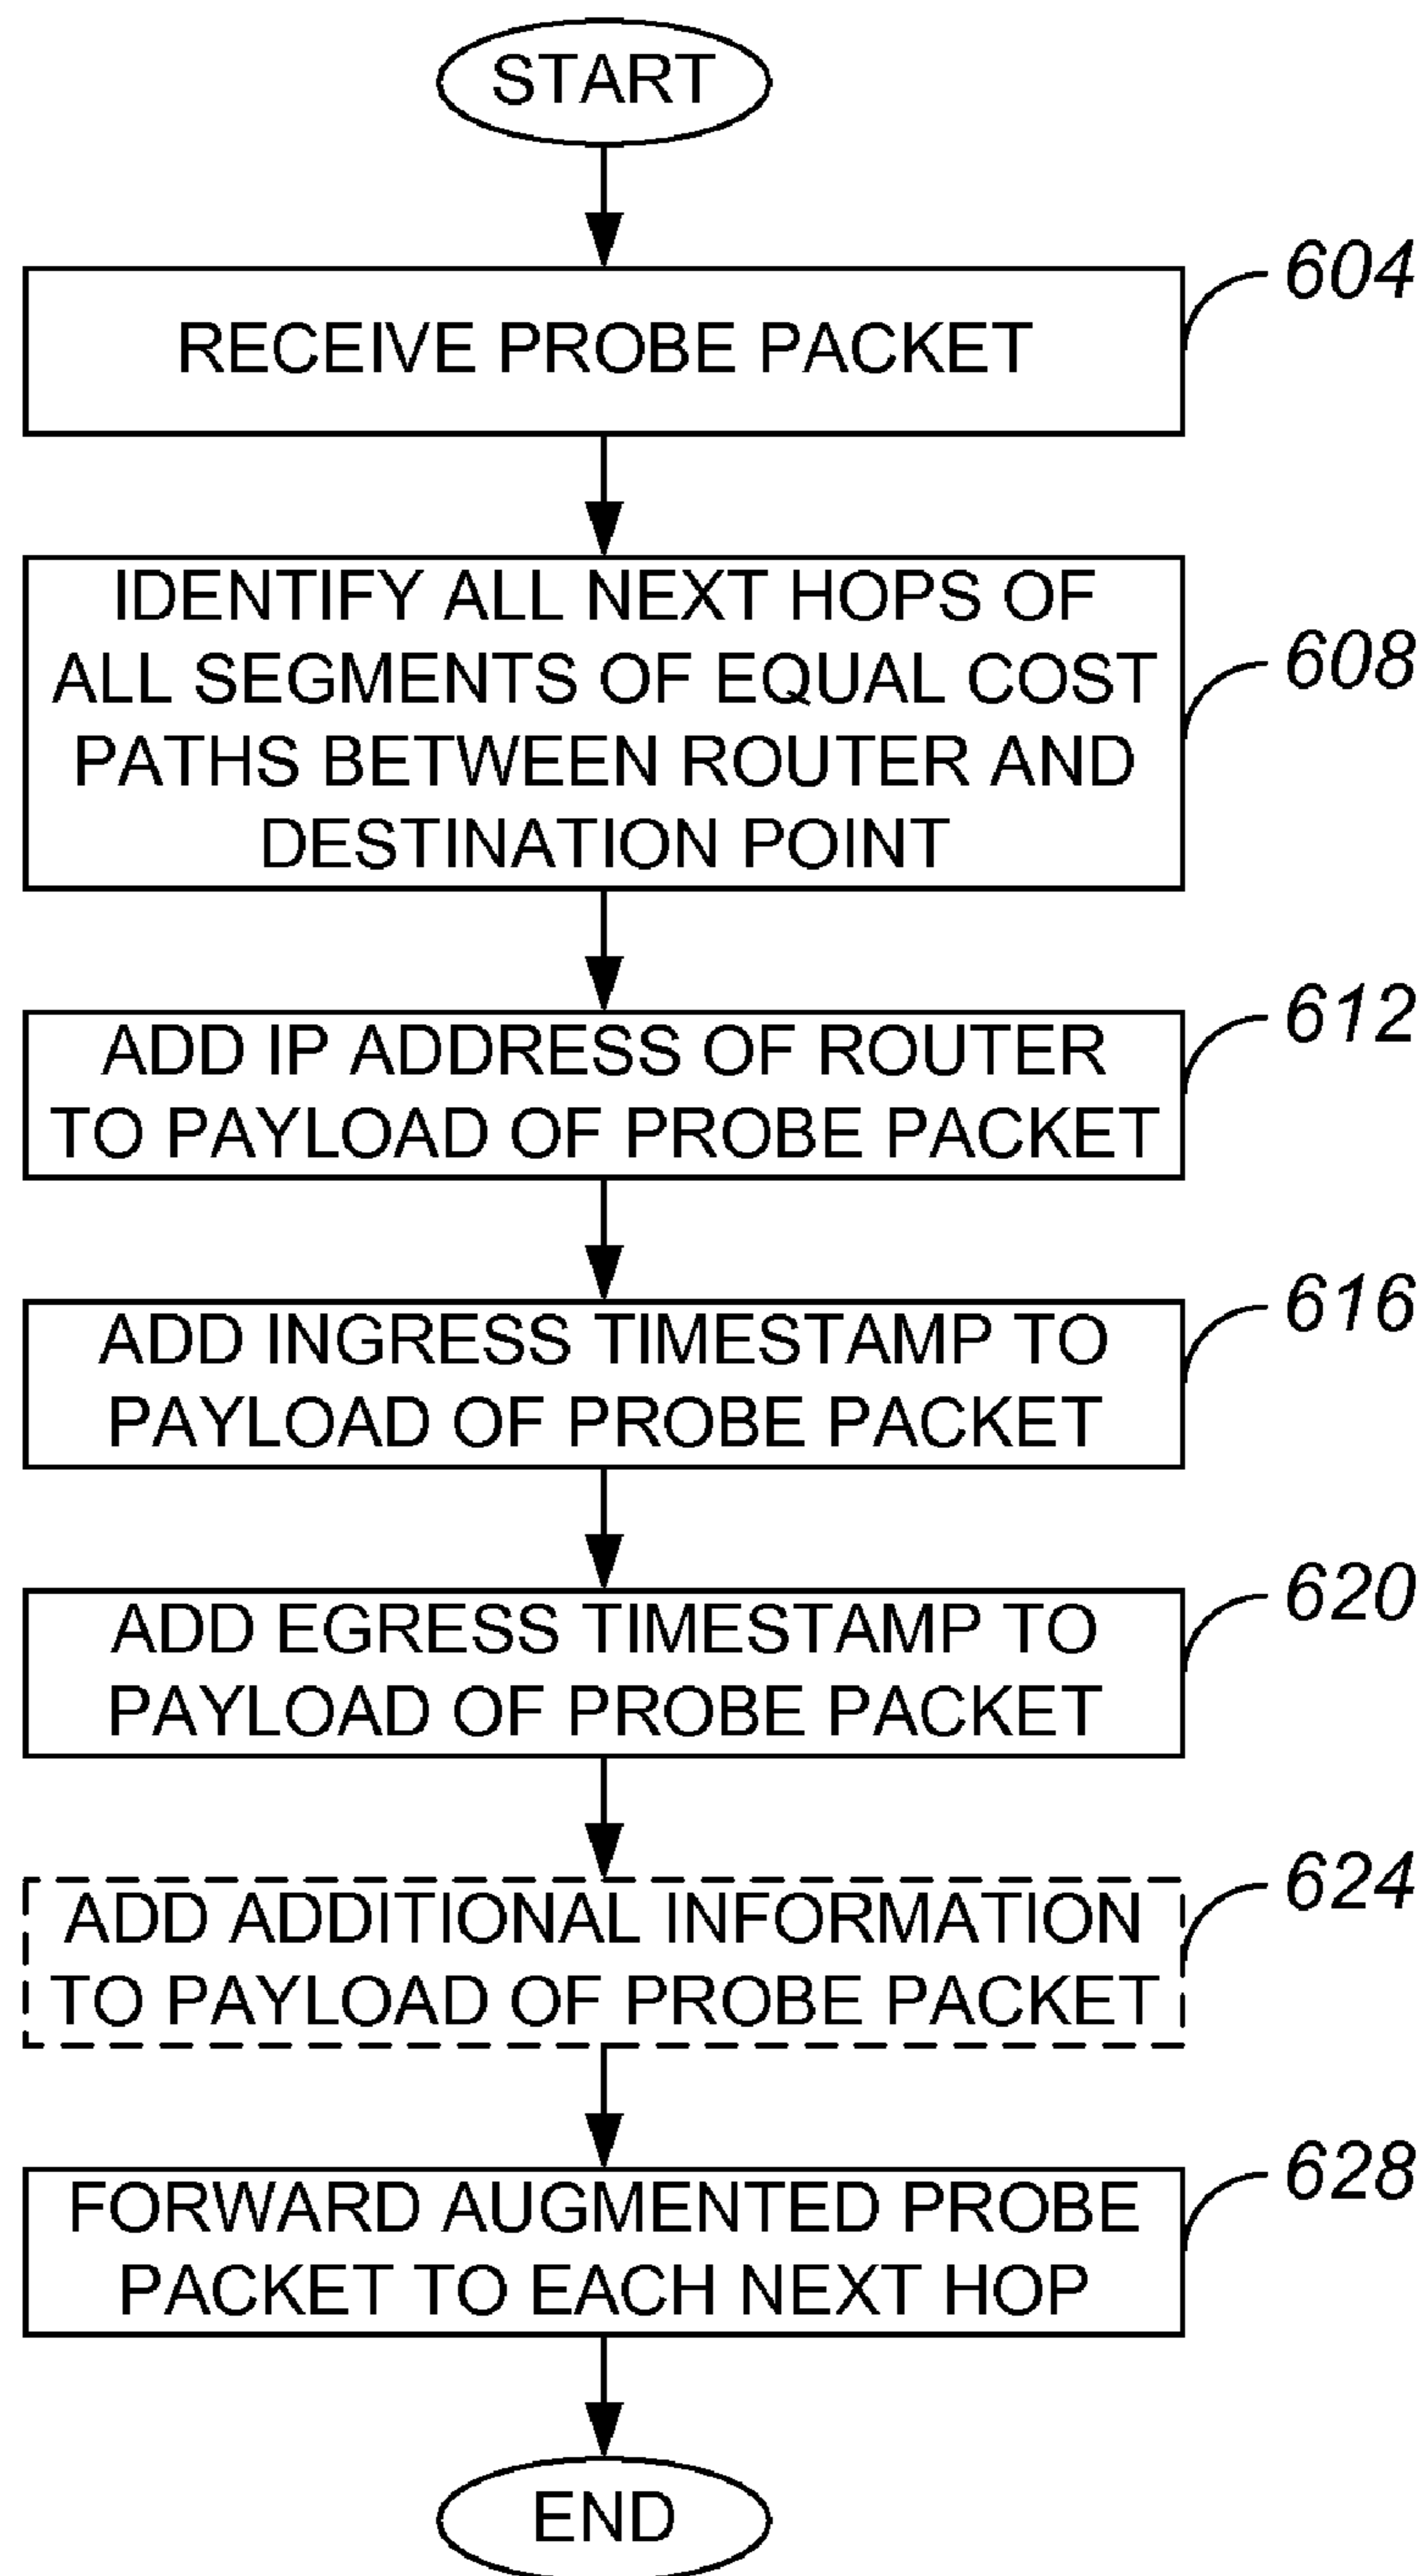 START
RECEIVE PROBE PACKET
604
IDENTIFY ALL NEXT HOPS OF
ALL SEGMENTS OF EQUAL COST
PATHS BETWEEN ROUTER AND
DESTINATION POINT
608
ADD IP ADDRESS OF ROUTER
TO PAYLOAD OF PROBE PACKET
612
ADD INGRESS TIMESTAMP TO
PAYLOAD OF PROBE PACKET
616
ADD EGRESS TIMESTAMP TO
PAYLOAD OF PROBE PACKET
620
ADD ADDITIONAL INFORMATION
TO PAYLOAD OF PROBE PACKET
624
FORWARD AUGMENTED PROBE
PACKET TO EACH NEXT HOP
628
END